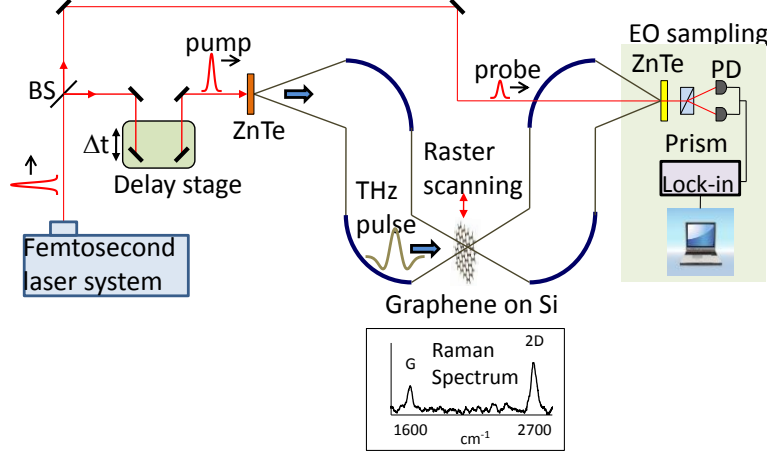 EO sampling
pump
ZnTe
PD
probe
BS
ZnTe
Δt
Raster
scanning
Prism
Delay stage
THz
pulse
Lock-in
Femtosecond
laser system
Graphene on Si
2D
G
Raman
Spectrum
1600
cm-1
2700